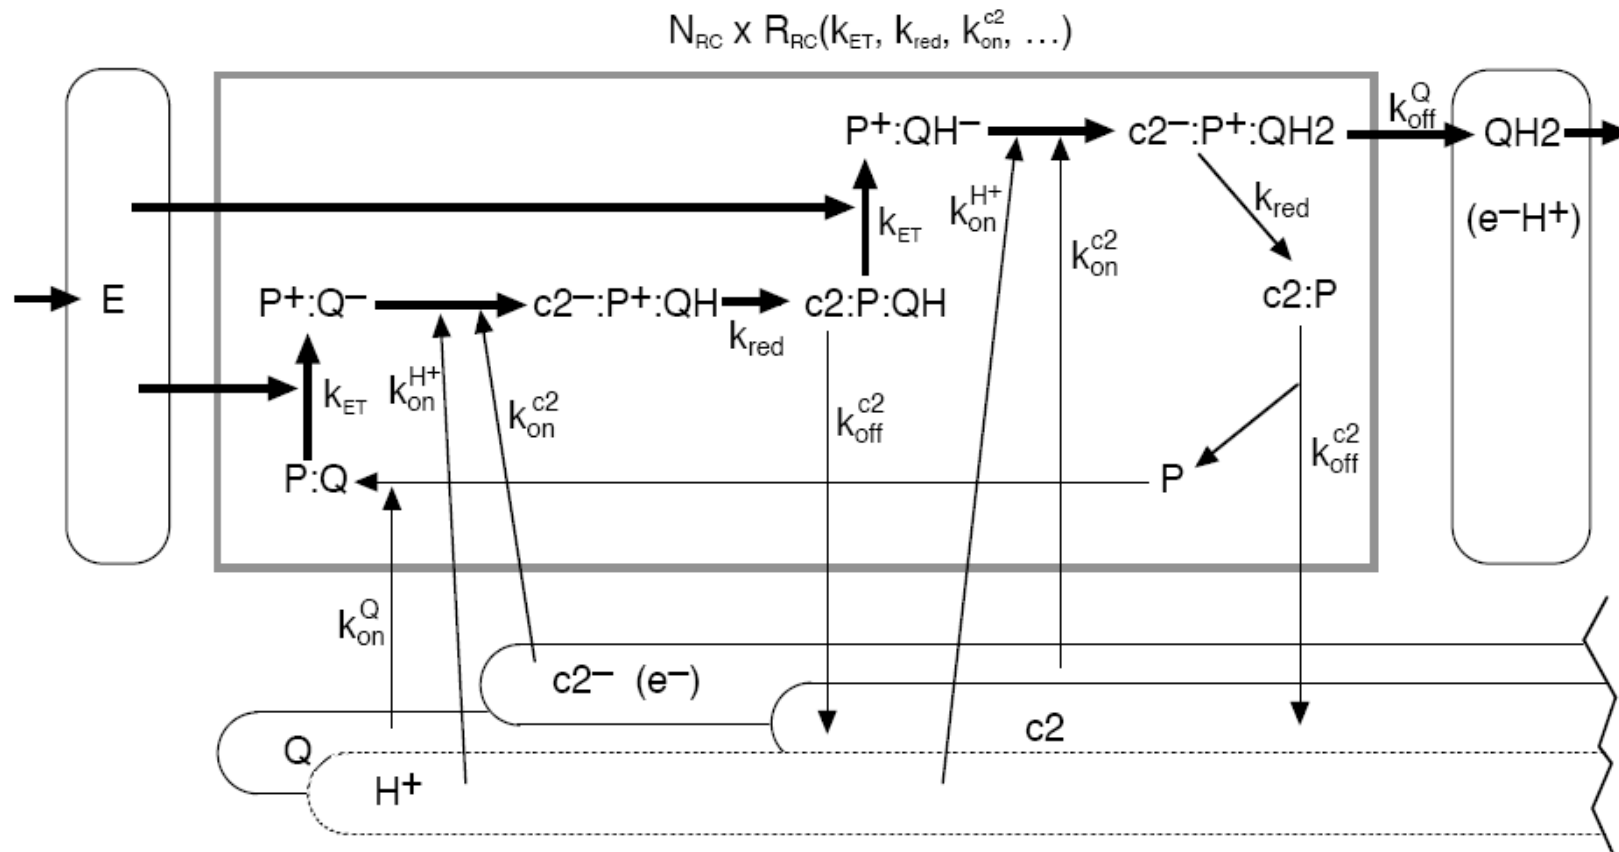 N_RC x R_RC(k_ET, k_red, k_on^c2, …)
k_off^Q
P⁺:QH⁻
c2⁻:P⁺:QH2
QH2
k_on^H+
k_red
(e⁻H⁺)
k_ET
k_on^c2
E
P⁺:Q⁻
c2⁻:P⁺:QH
c2:P:QH
c2:P
k_red
k_ET
k_on^H+
k_on^c2
k_off^c2
k_off^c2
P:Q
P
k_on^Q
c2⁻ (e⁻)
c2
Q
H⁺